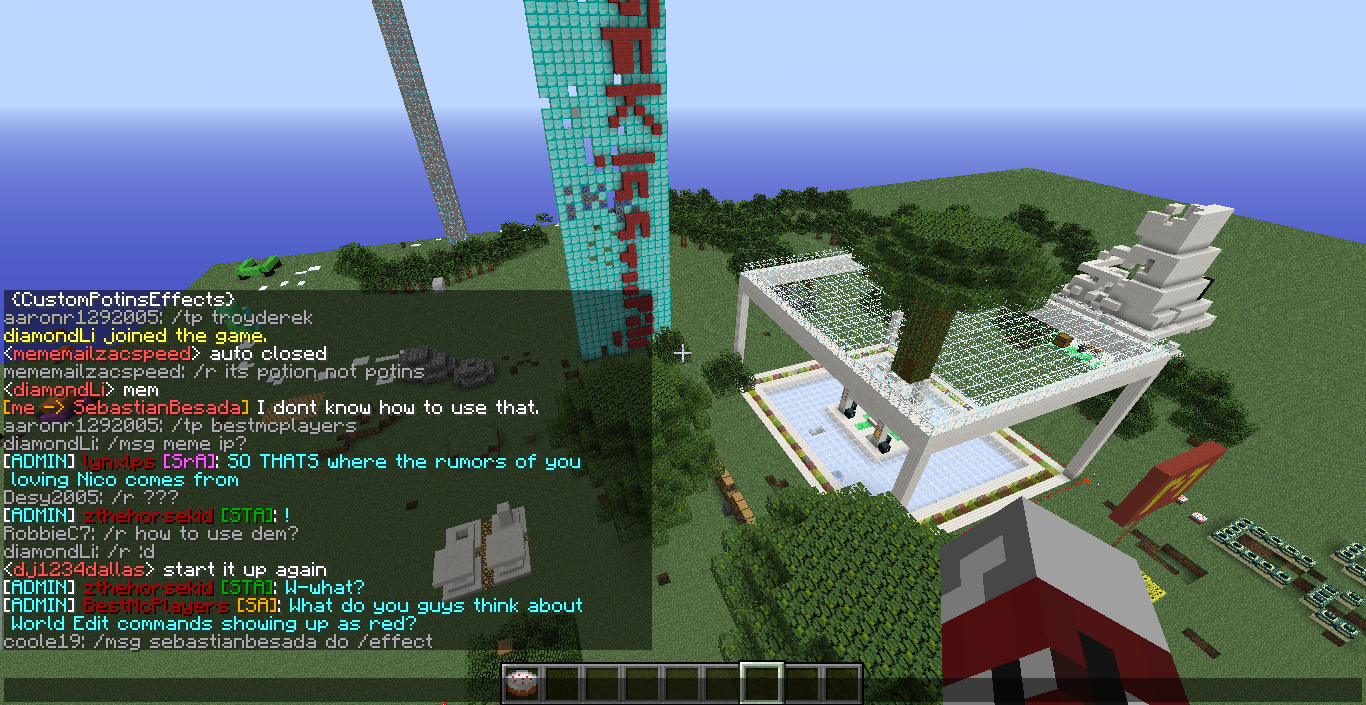 {CustomPotinsEffects}
aaronr1292005: /tp troyderek
diamondLi joined the game.
<mememailzacspeed> auto closed
mememailzacspeed: /r its potion not potins
<diamondLi> mem
[me -> SebastianBesada] I dont know how to use that.
aaronr1292005: /tp bestmcplayers
diamondLi: /msg meme ip?
[ADMIN] lynxlps [SrA]: SO THATS where the rumors of you
loving Nico comes from
Desy2005: /r ???
[ADMIN] zthehorsekid [STA]: !
RobbieC7: /r how to use dem?
diamondLi: /r :d
<dj1234dallas> start it up again
[ADMIN] zthehorsekid [STA]: W-what?
[ADMIN] BestMcPlayers [SA]: What do you guys think about
World Edit commands showing up as red?
coole19: /msg sebastianbesada do /effect